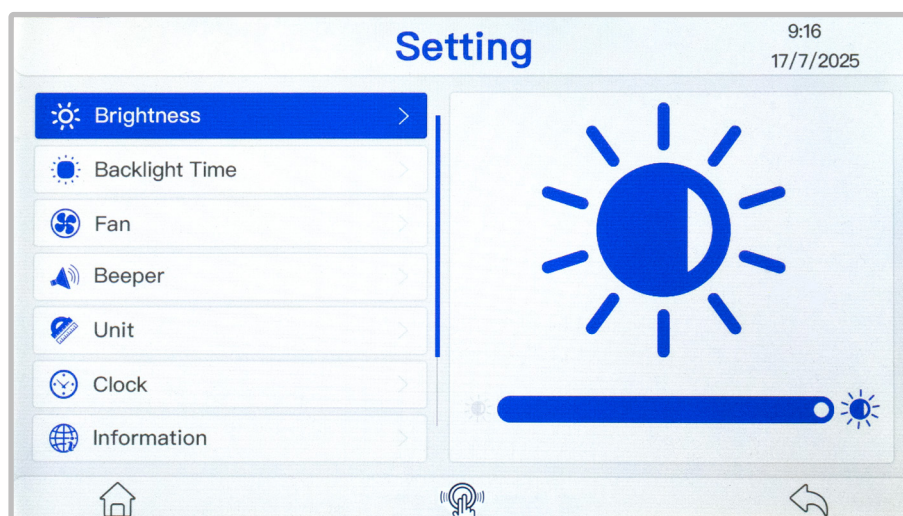 Setting
9:16
17/7/2025
Brightness
Backlight Time
Fan
Beeper
Unit
Clock
Information